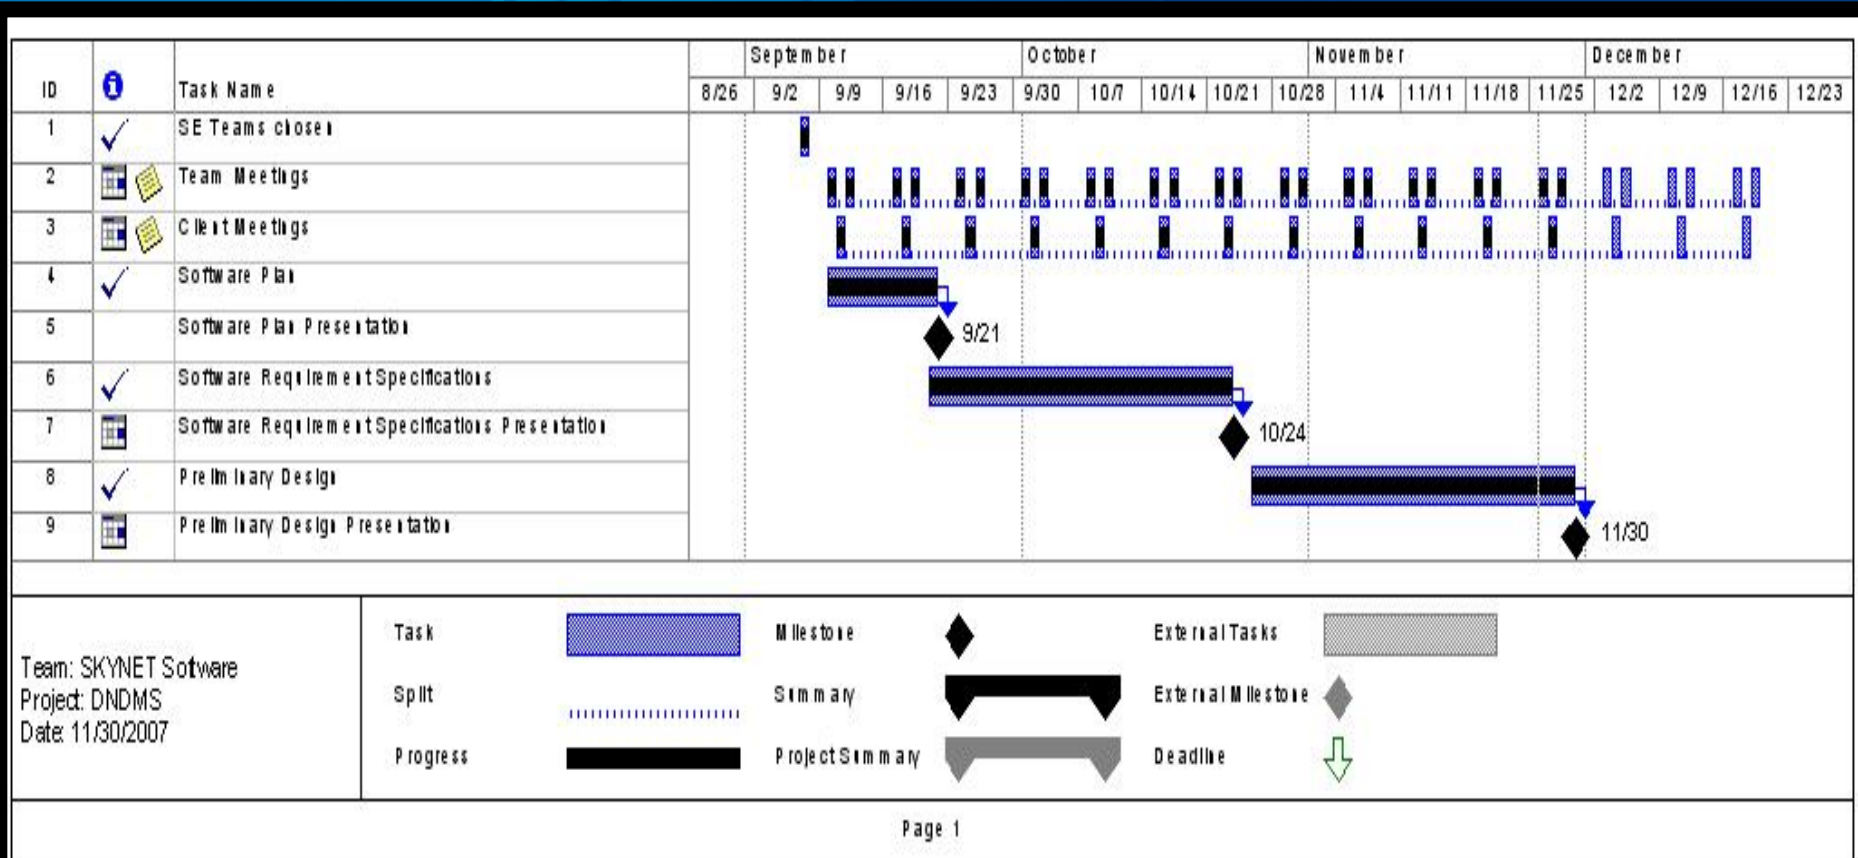 September October November December
ID Task Name 8/26 9/2 9/9 9/16 9/23 9/30 10/7 10/14 10/21 10/28 11/4 11/11 11/18 11/25 12/2 12/9 12/16 12/23
1 SE Teams chosen
2 Team Meetings
3 Client Meetings
4 Software Plan
5 Software Plan Presentation 9/21
6 Software Requirement Specifications
7 Software Requirement Specifications Presentation 10/24
8 Preliminary Design
9 Preliminary Design Presentation 11/30
Task Milestone External Tasks
Team: SKYNET Software
Project: DNDMS
Date: 11/30/2007
Split Summary External Milestone
Progress Project Summary Deadline
Page 1